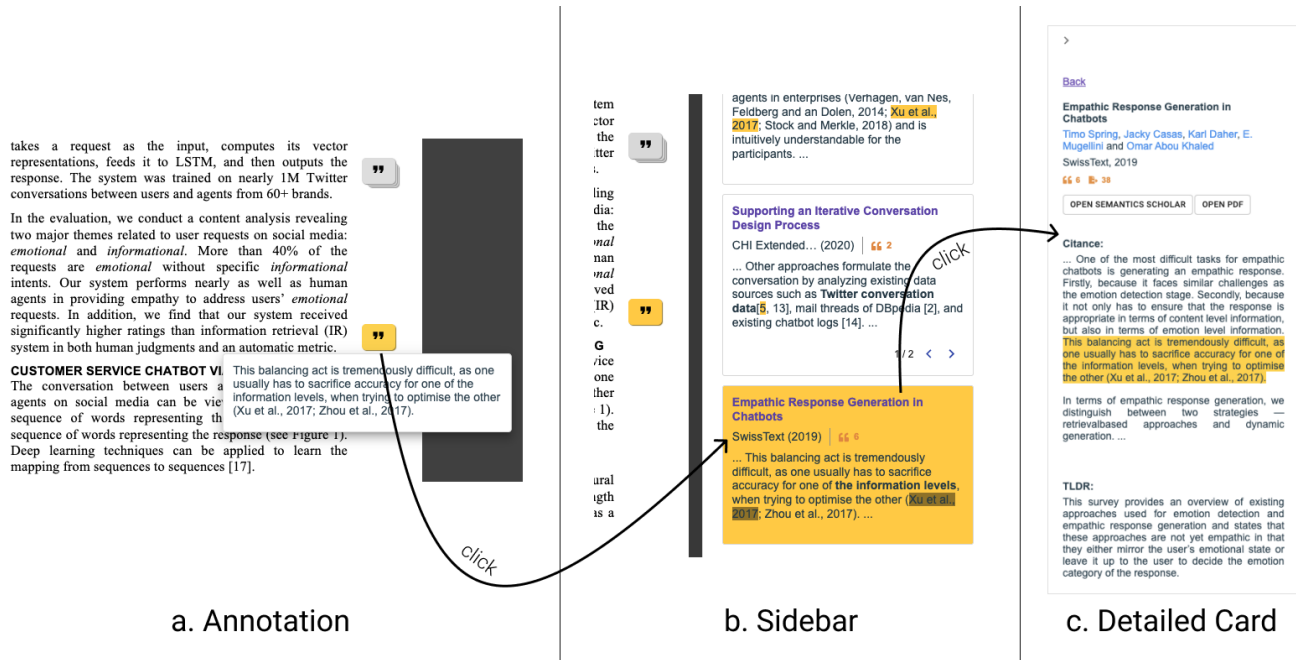 takes a request as the input, computes its vector
representations, feeds it to LSTM, and then outputs the
response. The system was trained on nearly 1M Twitter
conversations between users and agents from 60+ brands.
In the evaluation, we conduct a content analysis revealing
two major themes related to user requests on social media:
emotional and informational. More than 40% of the
requests are emotional without specific informational
intents. Our system performs nearly as well as human
agents in providing empathy to address users' emotional
requests. In addition, we find that our system received
significantly higher ratings than information retrieval (IR)
system in both human judgments and an automatic metric.
CUSTOMER SERVICE CHATBOT
The conversation between users a
agents on social media can be
sequence of words representing th
sequence of words representing the response (see Figure 1).
Deep learning techniques can be applied to learn the
mapping from sequences to sequences [17].
This balancing act is tremendously difficult, as one
usually has to sacrifice accuracy for one of the
information levels, when trying to optimise the other
(Xu et al., 2017; Zhou et al., 2017).
click
a. Annotation
tem
ctor
the
tter
s.
ling
dia:
the
onal
man
onal
ved
(IR)
c.
G
vice
one
ther
1).
the
ural
ngth
as a
agents in enterprises (Verhagen, van Nes,
Feldberg and an Dolen, 2014; Xu et al.,
2017; Stock and Merkle, 2018) and is
intuitively understandable for the
participants. ...
Supporting an Iterative Conversation
Design Process
CHI Extended... (2020) 2
... Other approaches formulate the
conversation by analyzing existing data
sources such as Twitter conversation
data[5, 13], mail threads of DBpedia [2], and
existing chatbot logs [14]. ...
1/2 < >
Empathic Response Generation in
Chatbots
SwissText (2019) 6
... This balancing act is tremendously
difficult, as one usually has to sacrifice
accuracy for one of the information levels,
when trying to optimise the other (Xu et al.,
2017; Zhou et al., 2017). ...
click
b. Sidebar
>
Back
Empathic Response Generation in
Chatbots
Timo Spring, Jacky Casas, Karl Daher, E.
Mugellini and Omar Abou Khaled
SwissText, 2019
6 38
OPEN SEMANTICS SCHOLAR OPEN PDF
Citance:
... One of the most difficult tasks for empathic
chatbots is generating an empathic response.
Firstly, because it faces similar challenges as
the emotion detection stage. Secondly, because
it not only has to ensure that the response is
appropriate in terms of content level information,
but also in terms of emotion level information.
This balancing act is tremendously difficult, as
one usually has to sacrifice accuracy for one of
the information levels, when trying to optimise
the other (Xu et al., 2017; Zhou et al., 2017).
In terms of empathic response generation, we
distinguish between two strategies —
retrievalbased approaches and dynamic
generation. ...
TLDR:
This survey provides an overview of existing
approaches used for emotion detection and
empathic response generation and states that
these approaches are not yet empathic in that
they either mirror the user's emotional state or
leave it up to the user to decide the emotion
category of the response.
c. Detailed Card